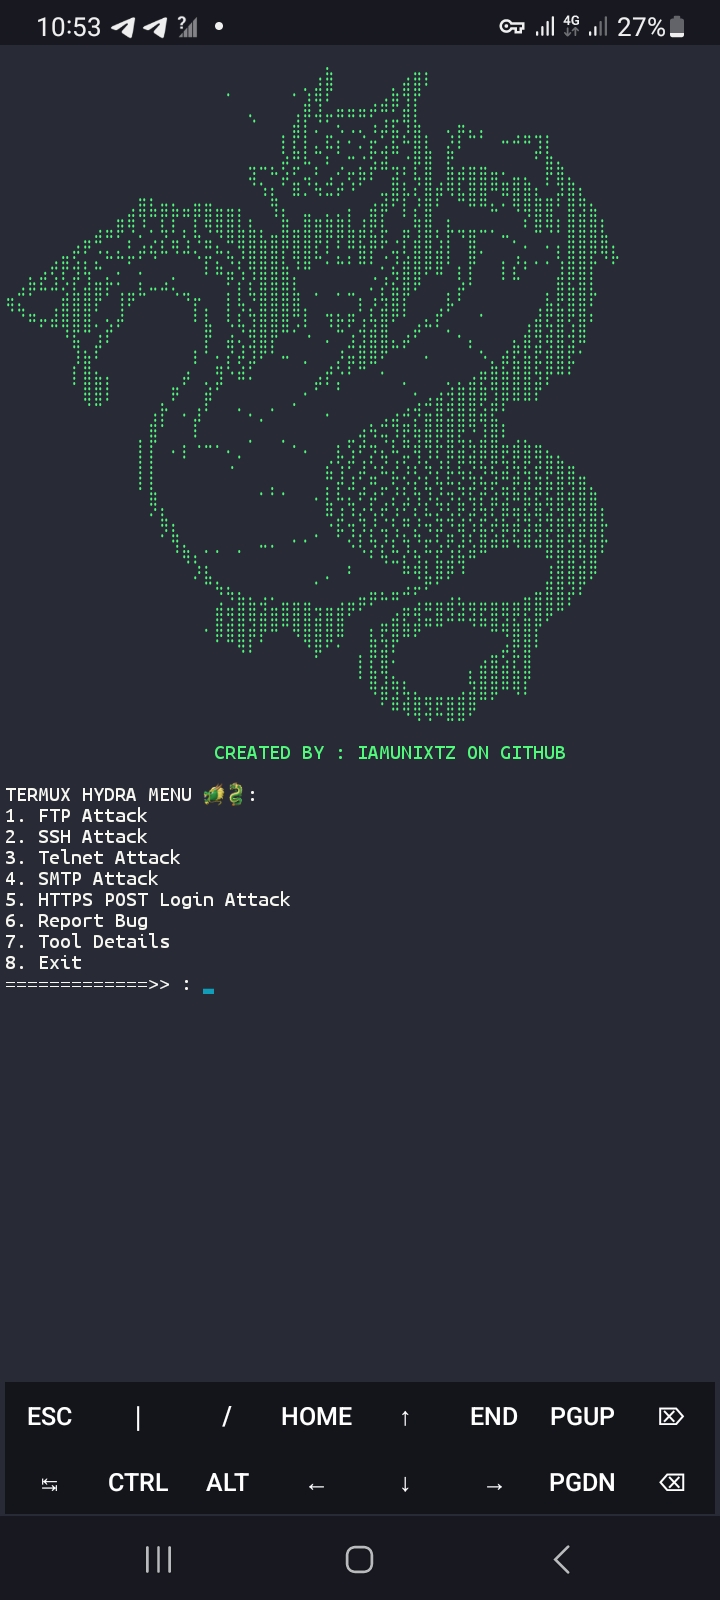 10:53
4G
27%
CREATED BY : IAMUNIXTZ ON GITHUB
TERMUX HYDRA MENU 🐲🐉:
1. FTP Attack
2. SSH Attack
3. Telnet Attack
4. SMTP Attack
5. HTTPS POST Login Attack
6. Report Bug
7. Tool Details
8. Exit
=============>> :
ESC | / HOME ↑ END PGUP ⌦
↹ CTRL ALT ← ↓ → PGDN ⌫